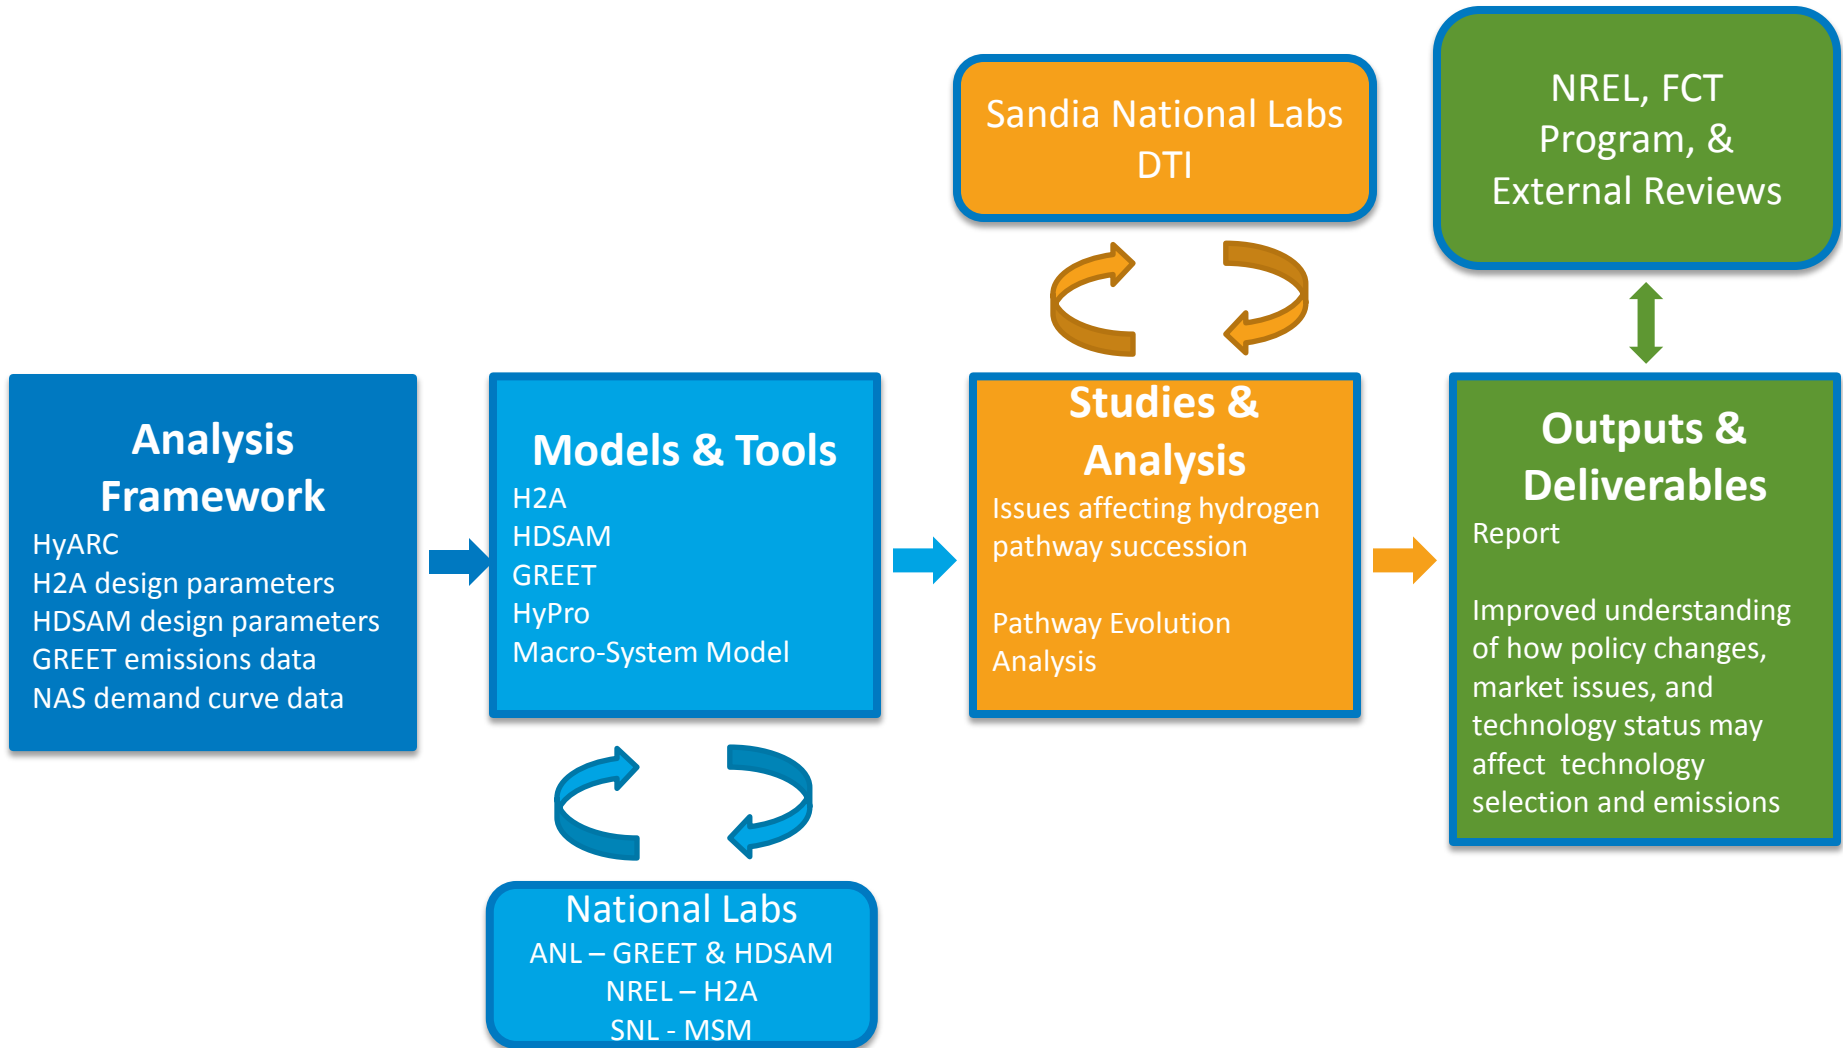 Sandia National Labs
DTI
NREL, FCT
Program, &
External Reviews
Analysis
Framework
HyARC
H2A design parameters
HDSAM design parameters
GREET emissions data
NAS demand curve data
Models & Tools
H2A
HDSAM
GREET
HyPro
Macro-System Model
Studies &
Analysis
Issues affecting hydrogen
pathway succession
Pathway Evolution
Analysis
Outputs &
Deliverables
Report
Improved understanding
of how policy changes,
market issues, and
technology status may
affect  technology
selection and emissions
National Labs
ANL – GREET & HDSAM
NREL – H2A
SNL - MSM